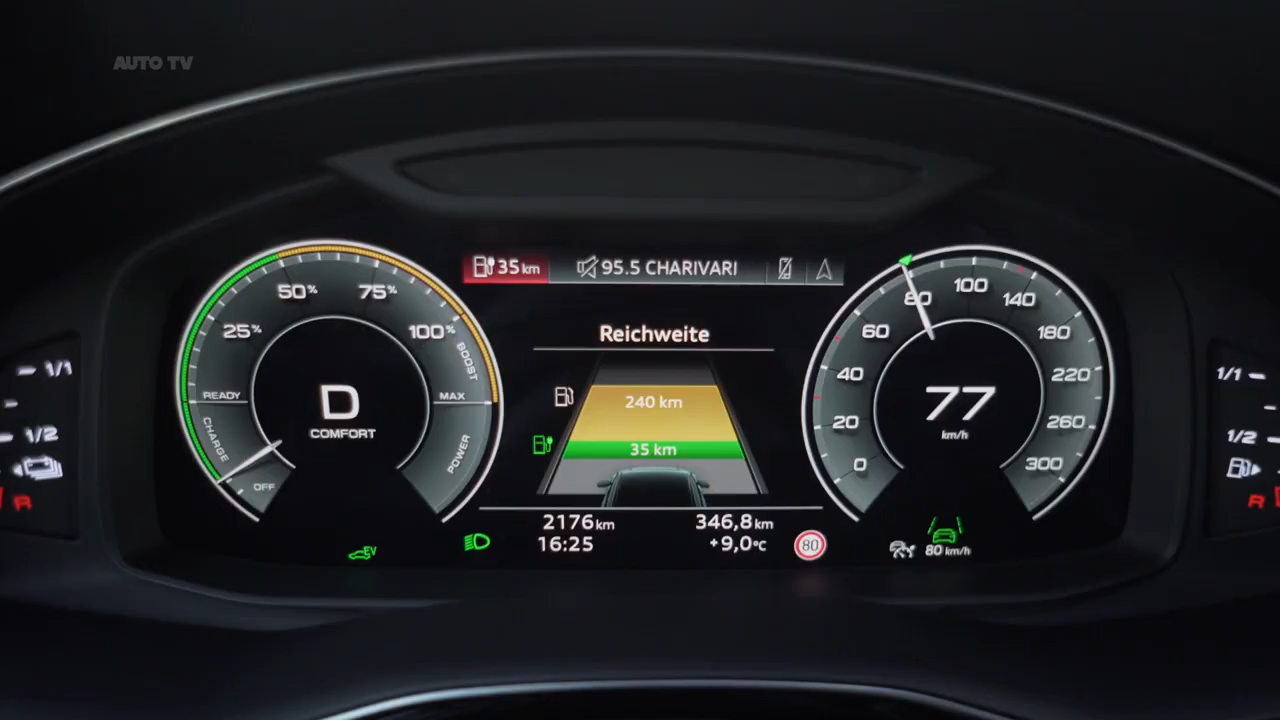 AUTO TV
35 km
95.5 CHARIVARI
50%
75%
25%
100%
BOOST
READY
MAX
CHARGE
POWER
OFF
D
COMFORT
Reichweite
240 km
35 km
0
20
40
60
80
100
140
180
220
260
300
77
km/h
1/1
1/2
R
1/1
1/2
R
2176 km
346,8 km
16:25
+9,0°C
EV
80
80 km/h